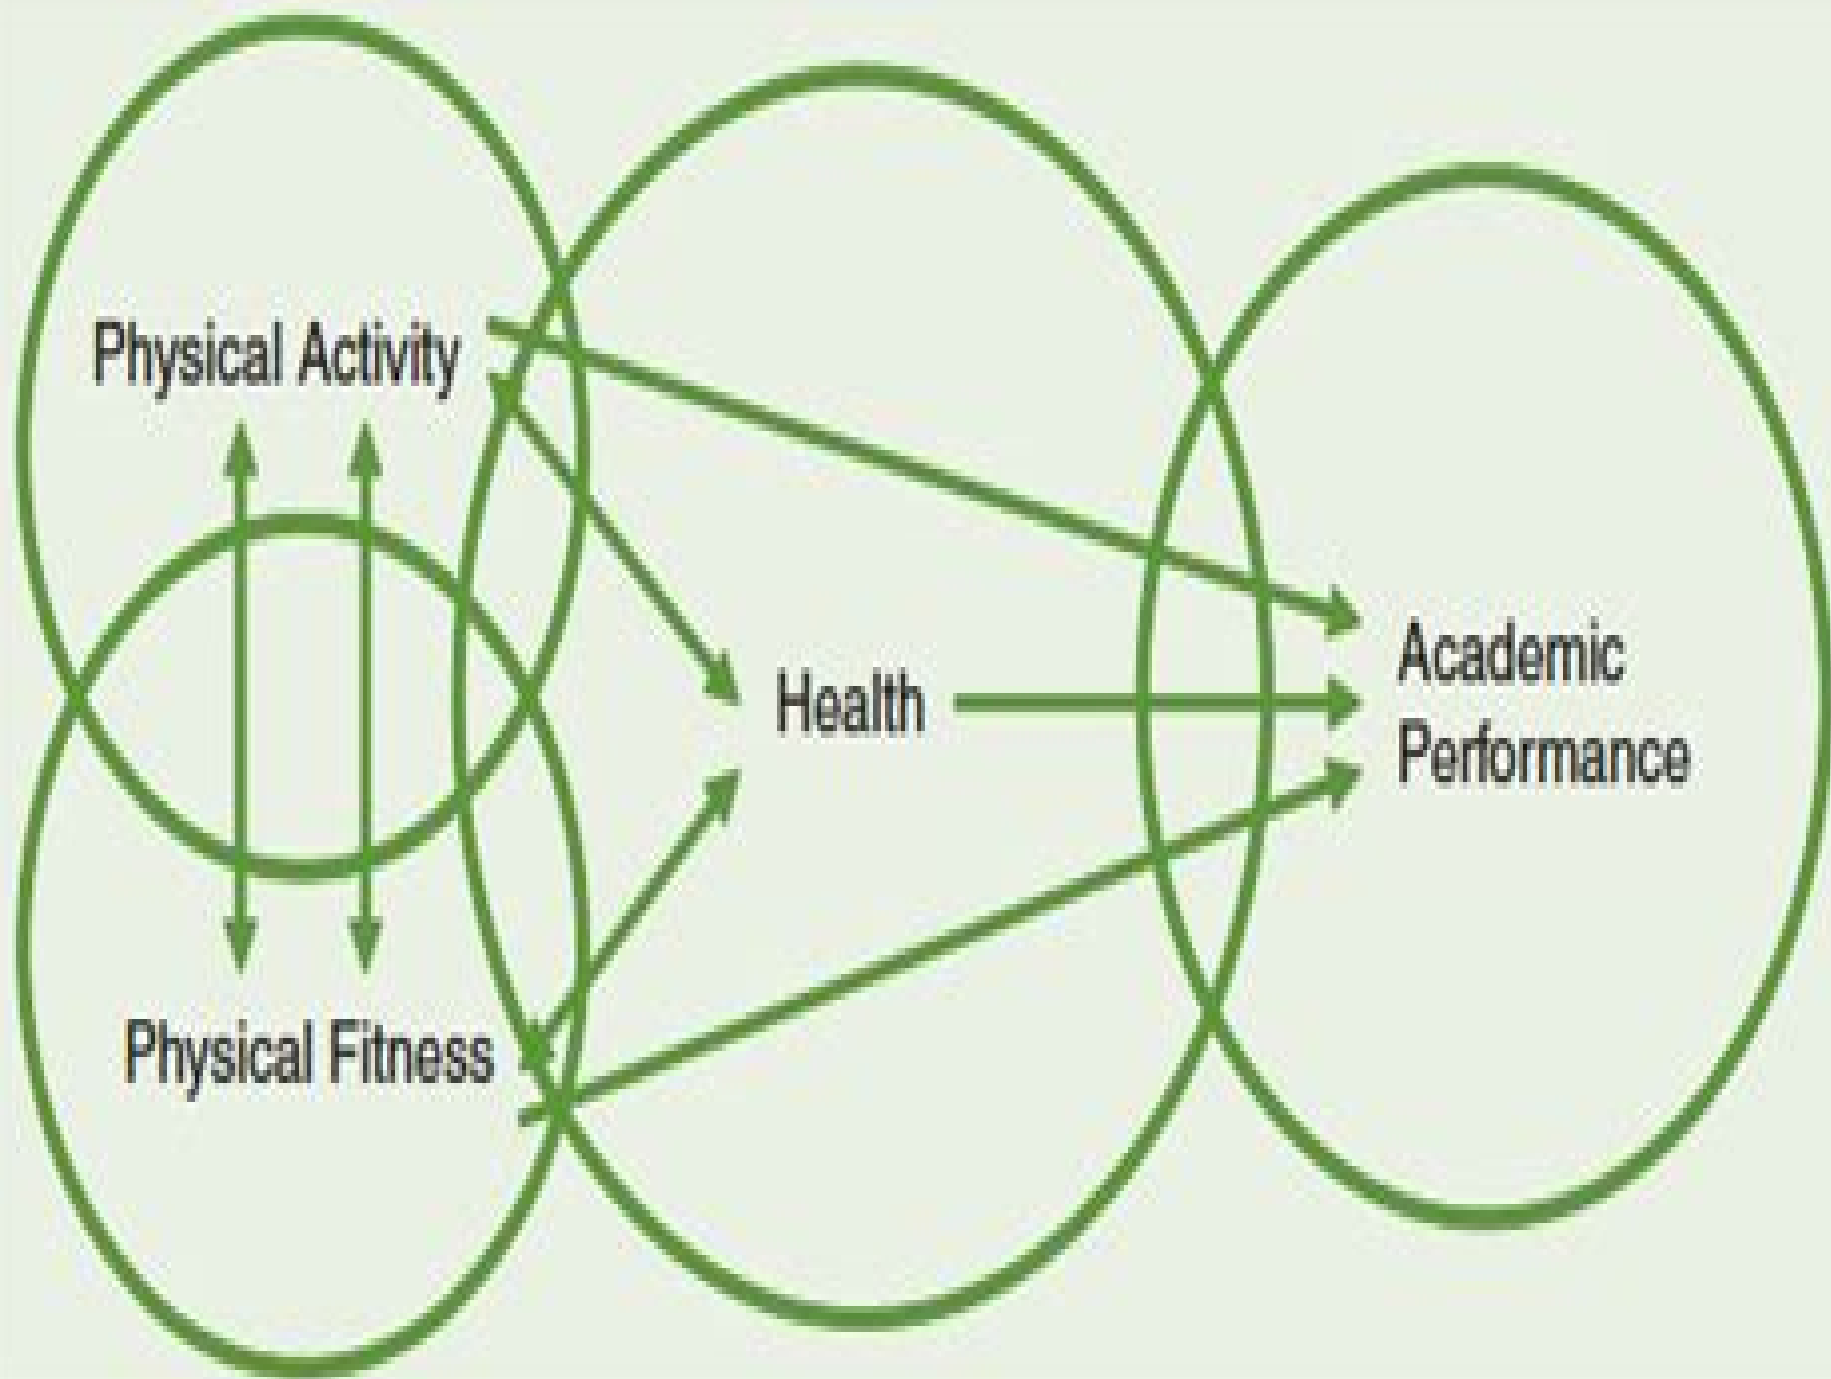 Physical Activity
Health
Academic
Performance
Physical Fitness